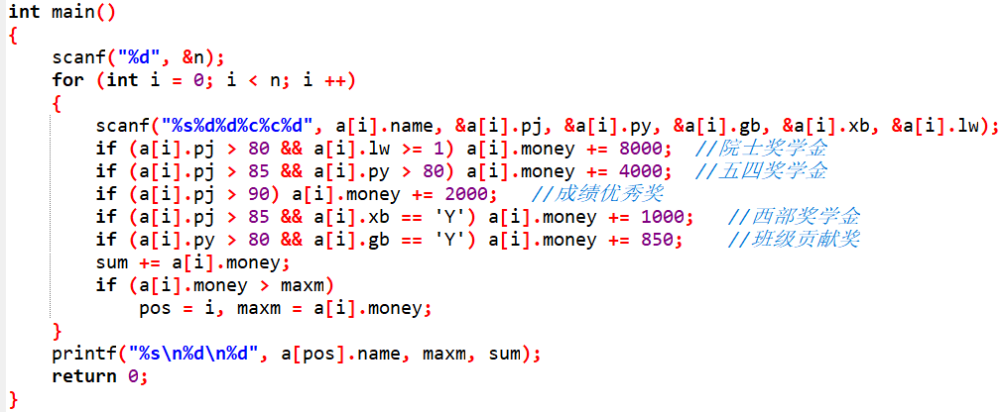 int main()
{
    scanf("%d", &n);
    for (int i = 0; i < n; i ++)
    {
        scanf("%s%d%d%c%c%d", a[i].name, &a[i].pj, &a[i].py, &a[i].gb, &a[i].xb, &a[i].lw);
        if (a[i].pj > 80 && a[i].lw >= 1) a[i].money += 8000;  //院士奖学金
        if (a[i].pj > 85 && a[i].py > 80) a[i].money += 4000;  //五四奖学金
        if (a[i].pj > 90) a[i].money += 2000;   //成绩优秀奖
        if (a[i].pj > 85 && a[i].xb == 'Y') a[i].money += 1000;    //西部奖学金
        if (a[i].py > 80 && a[i].gb == 'Y') a[i].money += 850;    //班级贡献奖
        sum += a[i].money;
        if (a[i].money > maxm)
            pos = i, maxm = a[i].money;
    }
    printf("%s\n%d\n%d", a[pos].name, maxm, sum);
    return 0;
}